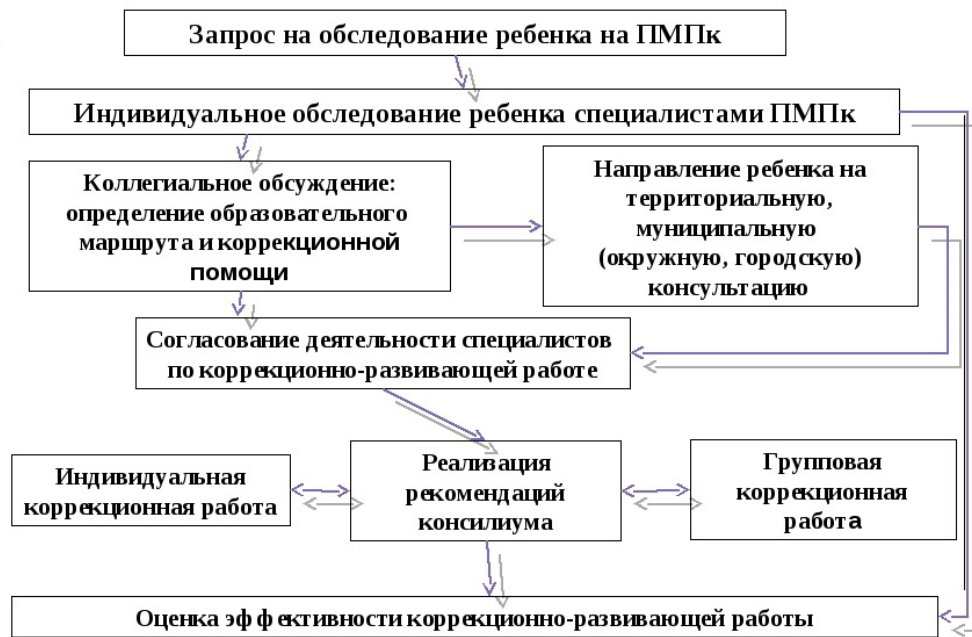 Запрос на обследование ребенка на ПМПк
Индивидуальное обследование ребенка специалистами ПМПк
Коллегиальное обсуждение:
определение образовательного
маршрута и коррекционной
помощи
Направление ребенка на
территориальную,
муниципальную
(окружную, городскую)
консультацию
Согласование деятельности специалистов
по коррекционно-развивающей работе
Индивидуальная
коррекционная работа
Реализация
рекомендаций
консилиума
Групповая
коррекционная
работа
Оценка эффективности коррекционно-развивающей работы